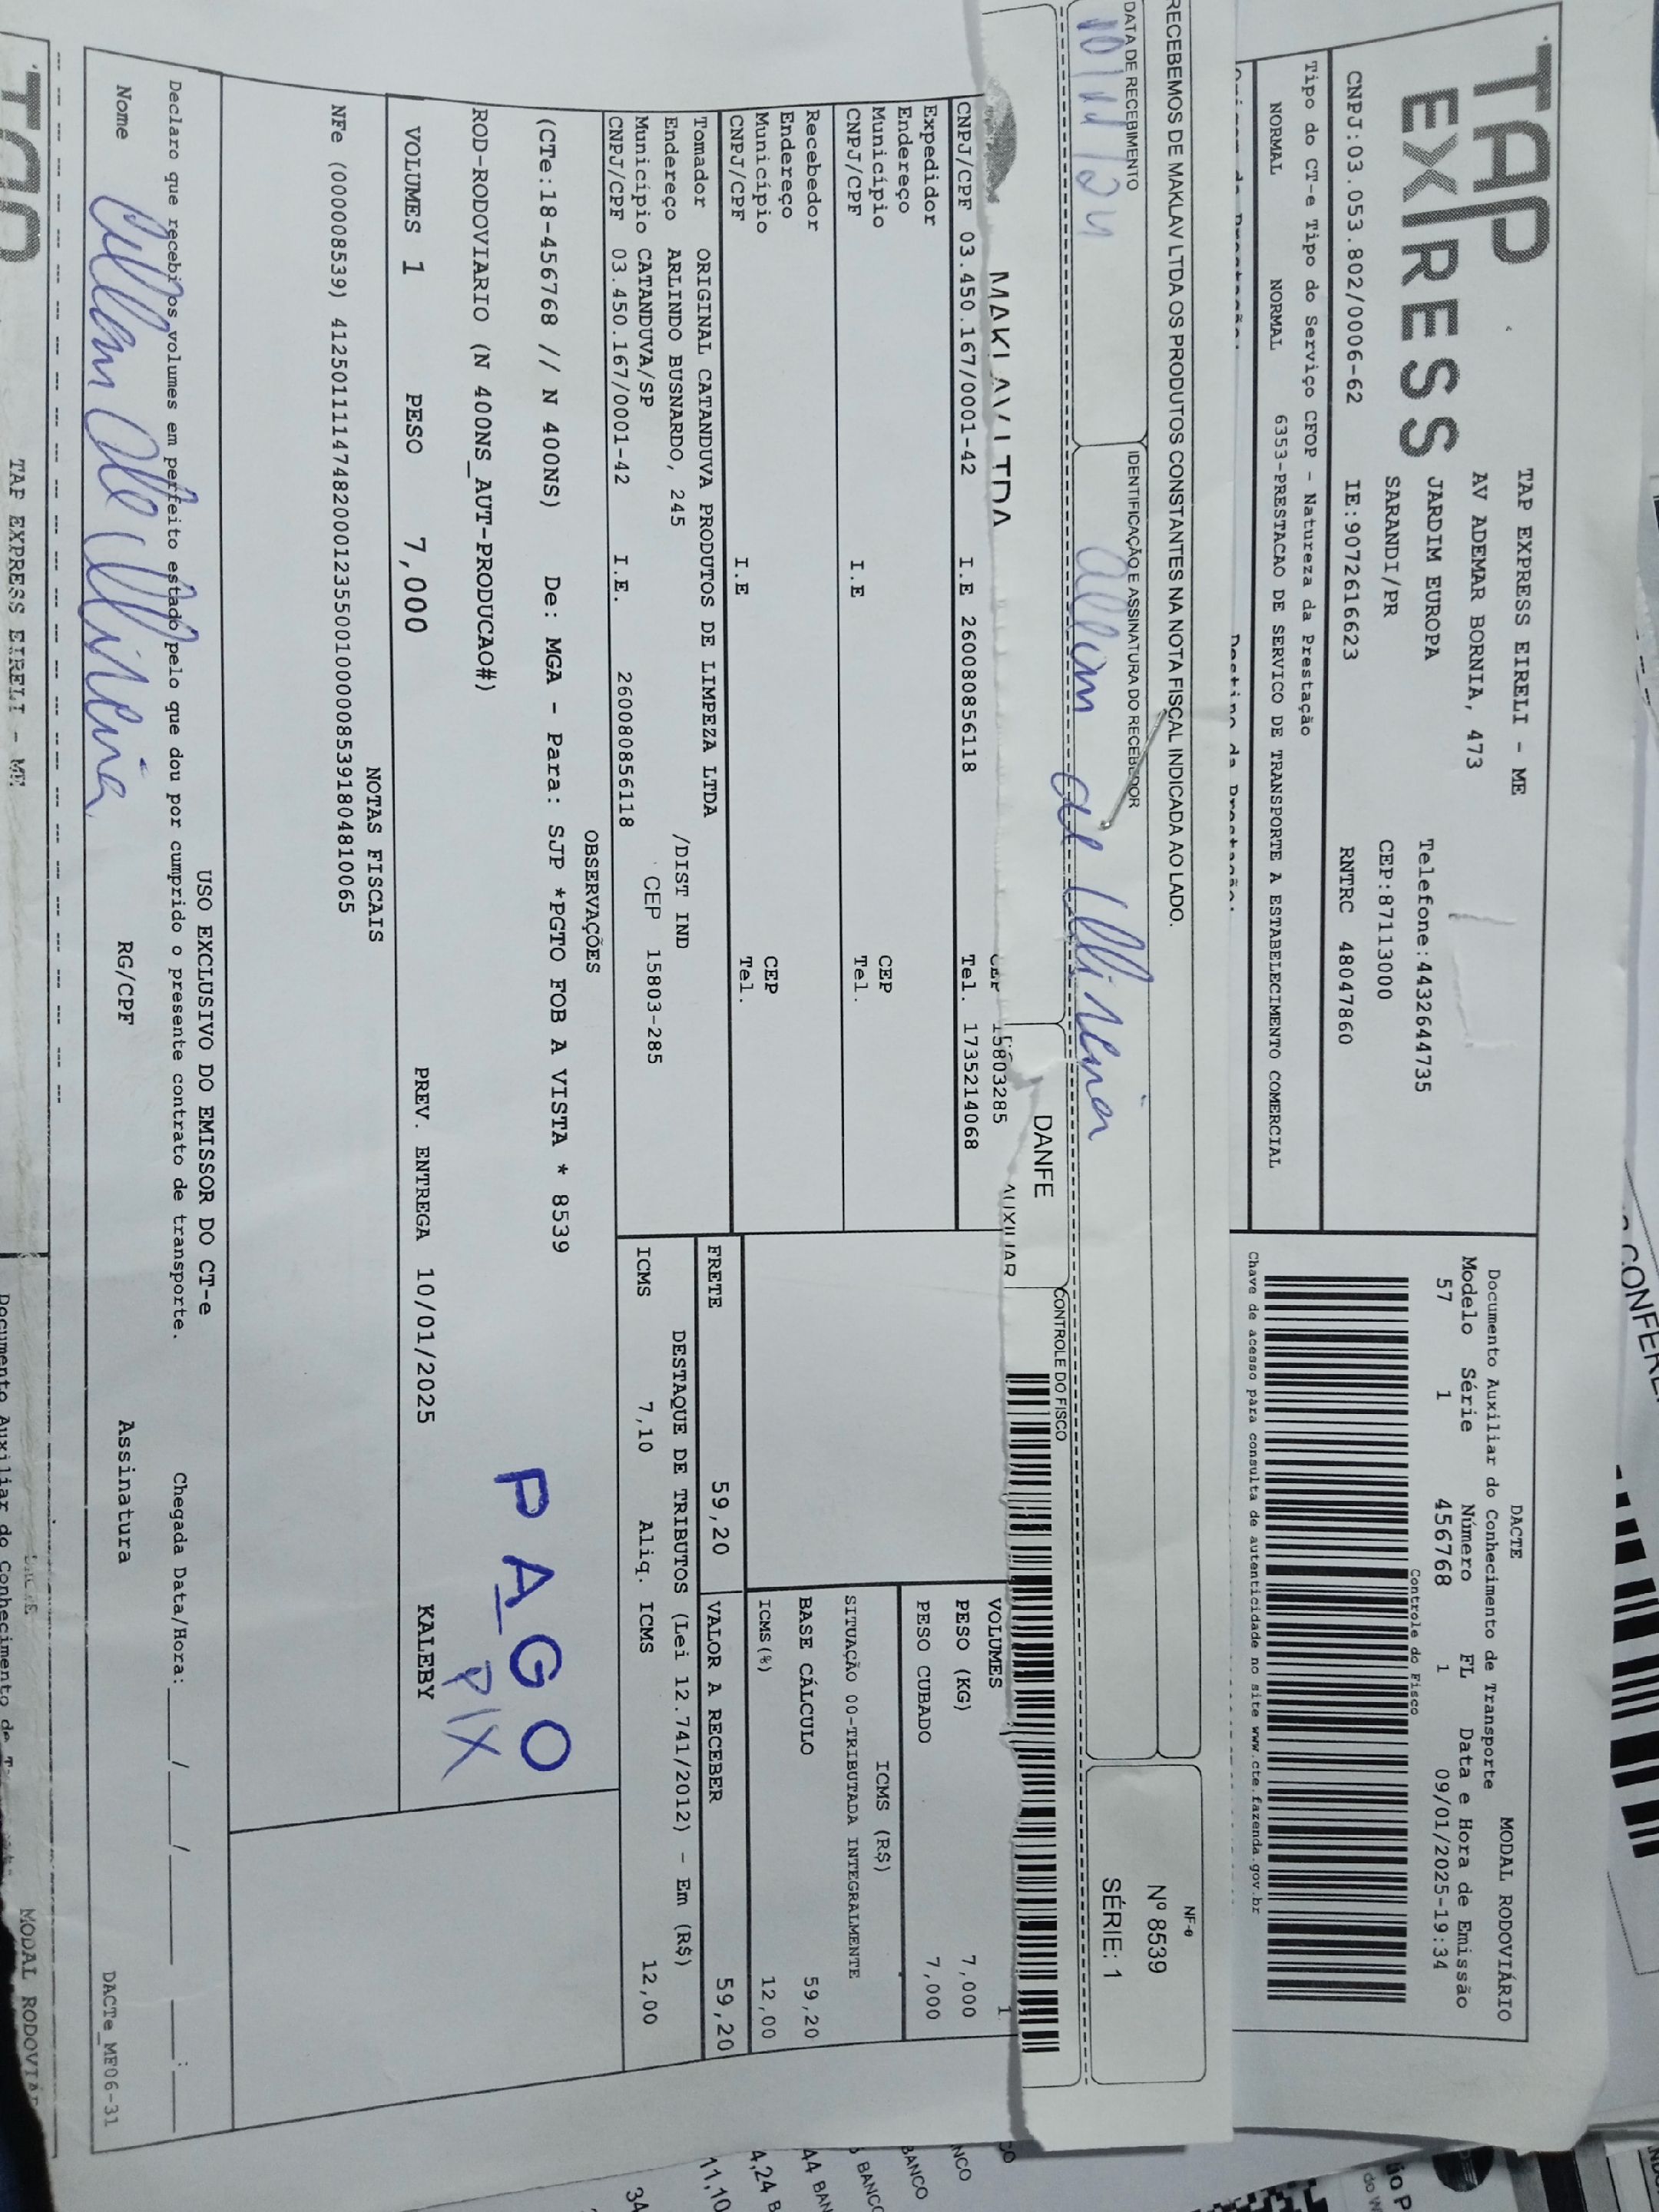 TAP
EXPRESS
TAP EXPRESS EIRELI - ME
AV ADEMAR BORNIA, 473
JARDIM EUROPA
Telefone:4432644735
SARANDI/PR
CEP:87113000
CNPJ:03.053.802/0006-62 IE:9072616623 RNTRC 48047860
Tipo do CT-e Tipo do Serviço CFOP - Natureza da Prestação
NORMAL NORMAL 6353-PRESTACAO DE SERVICO DE TRANSPORTE A ESTABELECIMENTO COMERCIAL
DACTE
MODAL RODOVIÁRIO
Documento Auxiliar do Conhecimento de Transporte
Modelo Série Número FL Data e Hora de Emissão
57 1 456768 1 09/01/2025-19:34
Controle do Fisco
Chave de acesso para consulta de autenticidade no site www.cte.fazenda.gov.br
RECEBEMOS DE MAKLAV LTDA OS PRODUTOS CONSTANTES NA NOTA FISCAL INDICADA AO LADO.
DATA DE RECEBIMENTO
IDENTIFICAÇÃO E ASSINATURA DO RECEBEDOR
NF-e
Nº 8539
SÉRIE: 1
MAKLAV LTDA
DANFE
AUXILIAR
CONTROLE DO FISCO
CEP 15803285
CNPJ/CPF 03.450.167/0001-42 I.E 260080856118 Tel. 1735214068
Expedidor
Endereço
Município CEP
CNPJ/CPF I.E Tel.
Recebedor
Endereço
Município CEP
CNPJ/CPF I.E Tel.
Tomador ORIGINAL CATANDUVA PRODUTOS DE LIMPEZA LTDA
Endereço ARLINDO BUSNARDO, 245 /DIST IND
Município CATANDUVA/SP CEP 15803-285
CNPJ/CPF 03.450.167/0001-42 I.E. 260080856118
VOLUMES 1
PESO (KG) 7,000
PESO CUBADO 7,000
ICMS (R$)
SITUAÇÃO 00-TRIBUTADA INTEGRALMENTE
BASE CÁLCULO 59,20
ICMS(%) 12,00
FRETE 59,20 VALOR A RECEBER 59,20
DESTAQUE DE TRIBUTOS (Lei 12.741/2012) - Em (R$)
ICMS 7,10 Aliq. ICMS 12,00
OBSERVAÇÕES
(CTe:18-456768 // N 400NS) De: MGA - Para: SJP *PGTO FOB A VISTA * 8539
ROD-RODOVIARIO (N 400NS_AUT-PRODUCAO#)
PAGO
PIX
VOLUMES 1 PESO 7,000 PREV. ENTREGA 10/01/2025 KALEBY
NOTAS FISCAIS
NFe (000008539) 41250111147482000123550010000085391804810065
USO EXCLUSIVO DO EMISSOR DO CT-e
Declaro que recebi os volumes em perfeito estado pelo que dou por cumprido o presente contrato de transporte. Chegada Data/Hora:____/____/____ ____:____
Nome RG/CPF Assinatura DACTe_MF06-31
TAP EXPRESS EIRELI - ME
MODAL RODOVIÁR